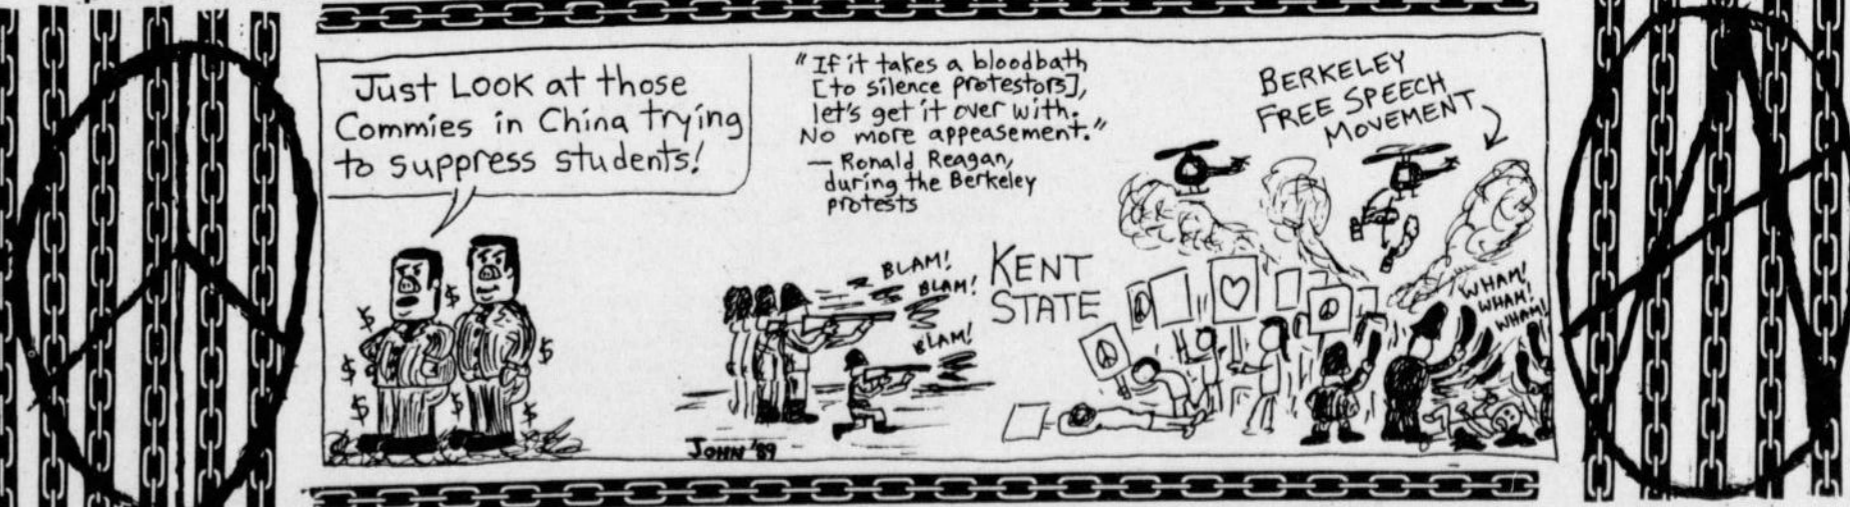 Just LOOK at those
Commies in China trying
to suppress students!
"If it takes a bloodbath
[to silence protestors],
let's get it over with.
No more appeasement."
— Ronald Reagan,
during the Berkeley
protests
BERKELEY
FREE SPEECH
MOVEMENT
BLAM!
BLAM!
BLAM!
KENT
STATE
WHAM!
WHAM!
WHAM!
$
$
$
$
$
$
$
JOHN '89